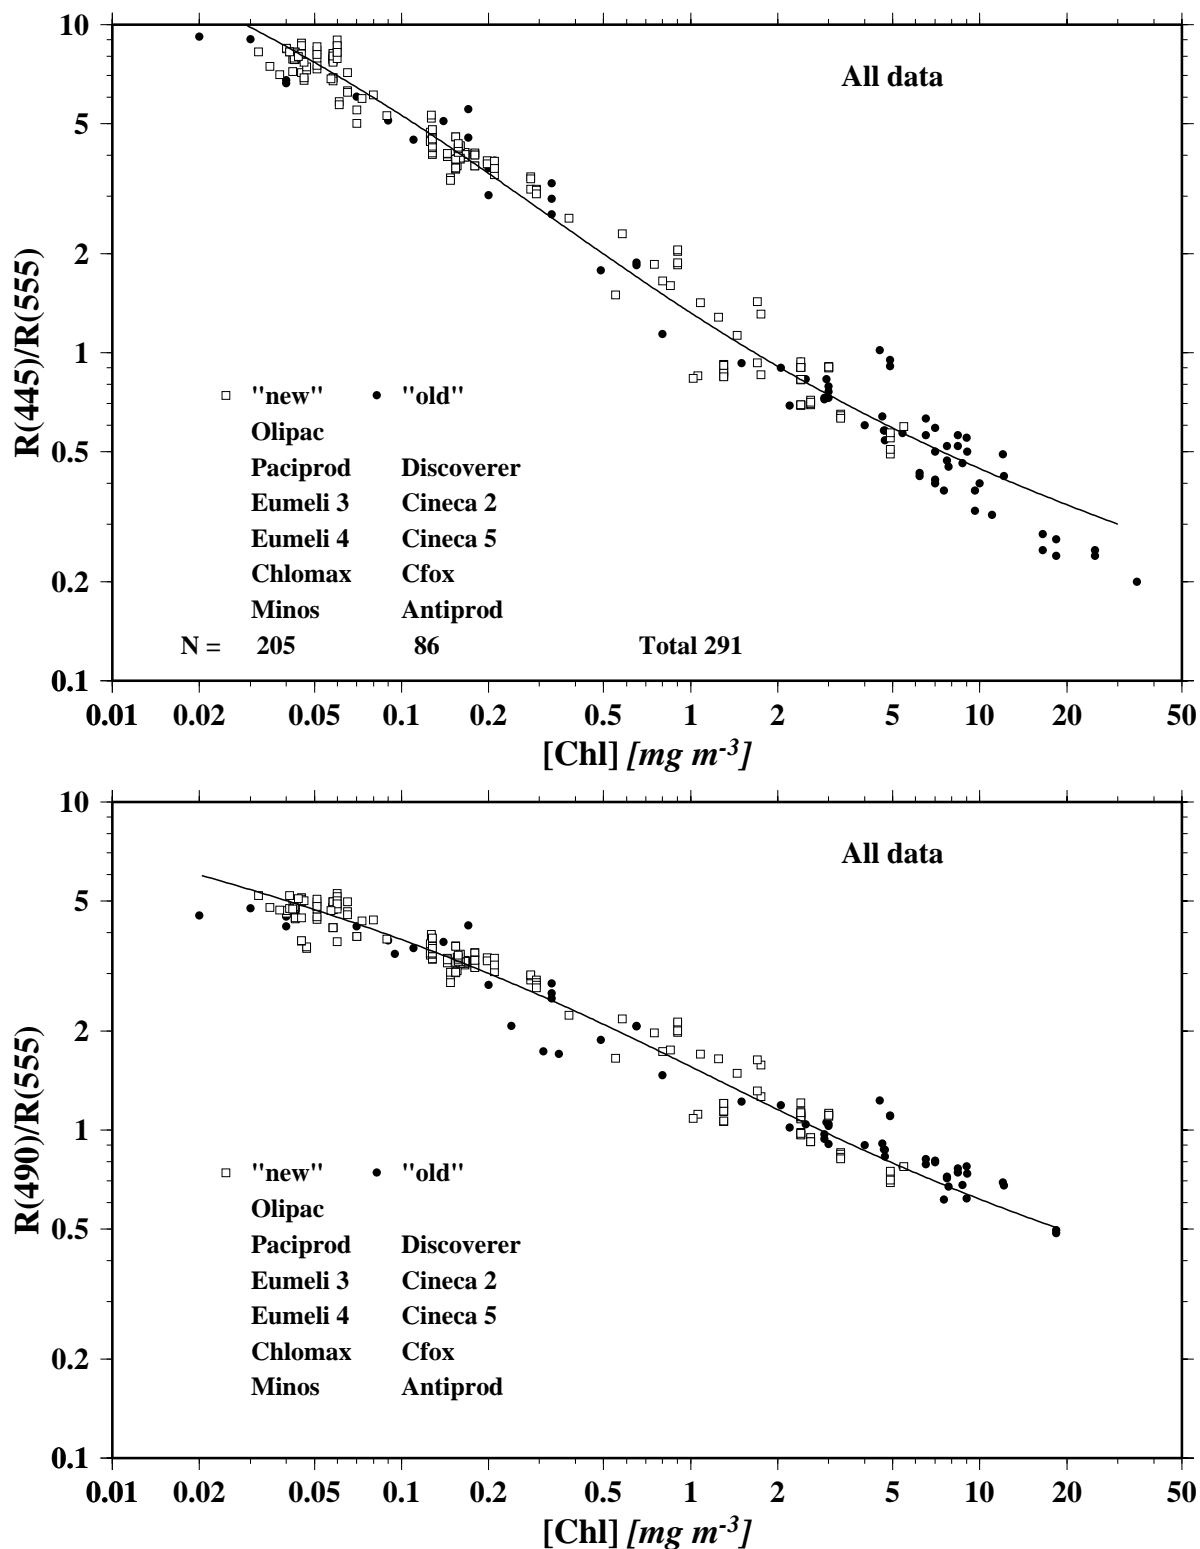 10
All data
5
2
R(445)/R(555)
1
"new" "old"
Olipac
0.5
Paciprod Discoverer
Eumeli 3 Cineca 2
Eumeli 4 Cineca 5
Chlomax Cfox
0.2
Minos Antiprod
N = 205 86 Total 291
0.1
0.01 0.02 0.05 0.1 0.2 0.5 1 2 5 10 20 50
[Chl] [mg m-3]
10
All data
5
2
R(490)/R(555)
1
"new" "old"
Olipac
0.5
Paciprod Discoverer
Eumeli 3 Cineca 2
Eumeli 4 Cineca 5
0.2
Chlomax Cfox
Minos Antiprod
0.1
0.01 0.02 0.05 0.1 0.2 0.5 1 2 5 10 20 50
[Chl] [mg m-3]